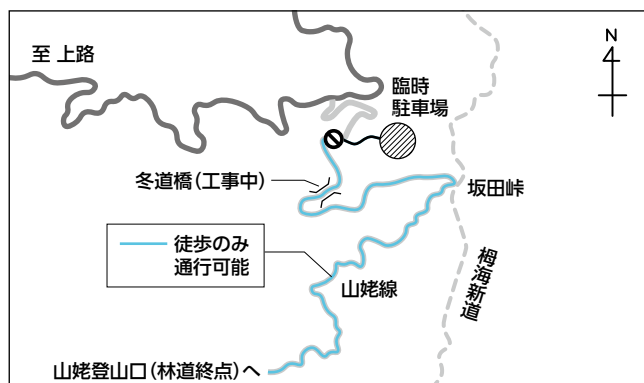 至 上路
N
臨時
駐車場
冬道橋(工事中)
坂田峠
徒歩のみ
通行可能
山姥線
栂海新道
山姥登山口(林道終点)へ